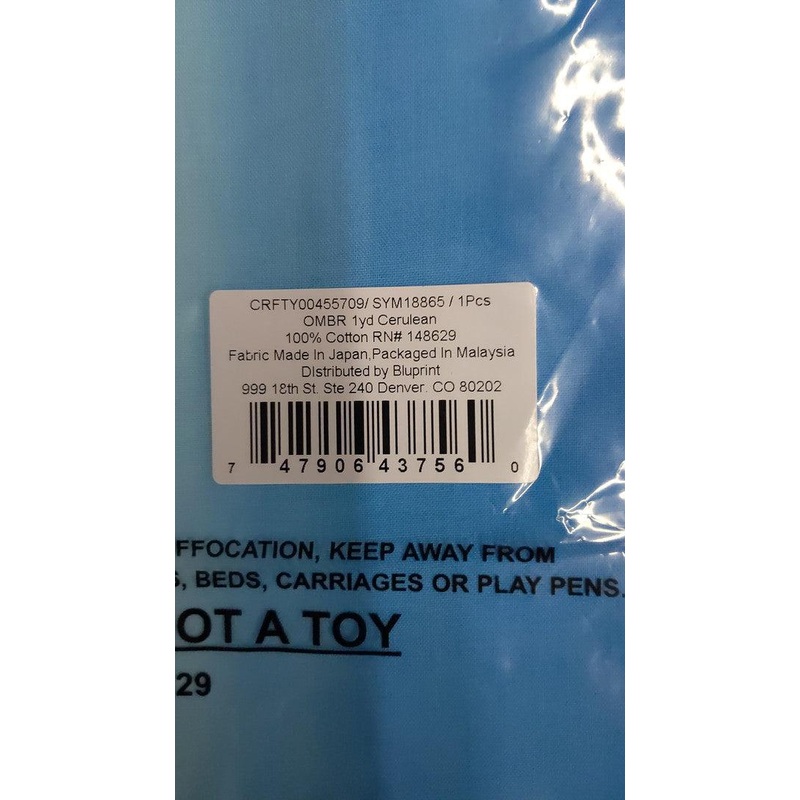 CRFTY00455709/ SYM18865 / 1Pcs
OMBR 1yd Cerulean
100% Cotton RN# 148629
Fabric Made In Japan,Packaged In Malaysia
Distributed by Bluprint
999 18th St. Ste 240 Denver. CO 80202
7 47906 43756 0
FFOCATION, KEEP AWAY FROM
S, BEDS, CARRIAGES OR PLAY PENS.
OT A TOY
29